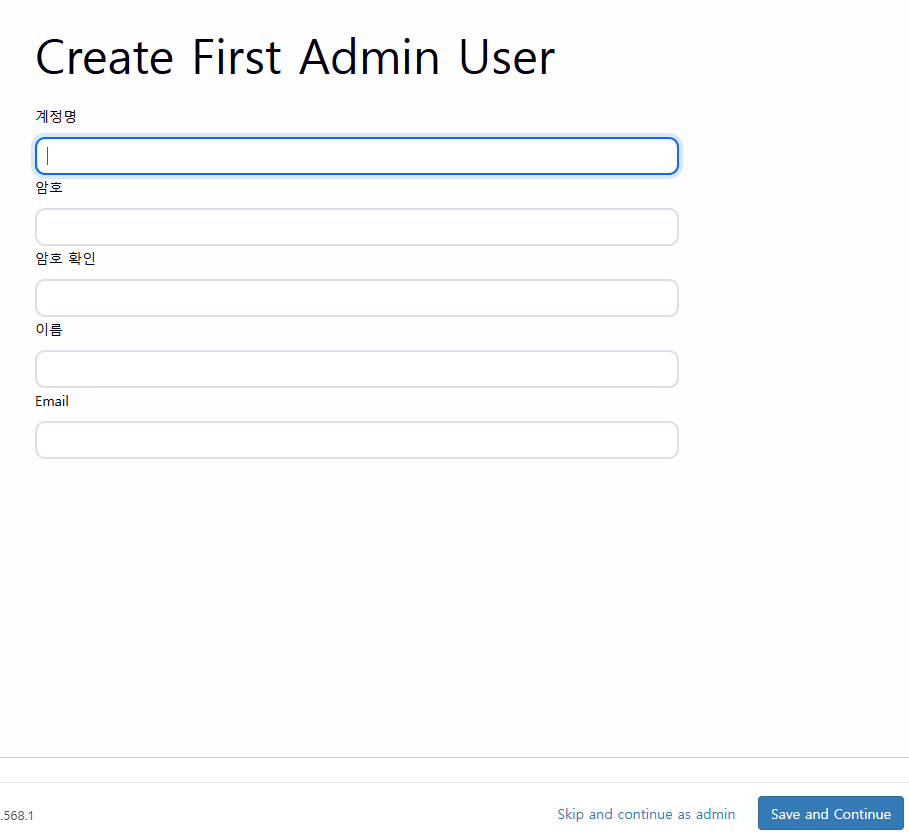 Create First Admin User
계정명
암호
암호 확인
이름
Email
.568.1
Skip and continue as admin
Save and Continue